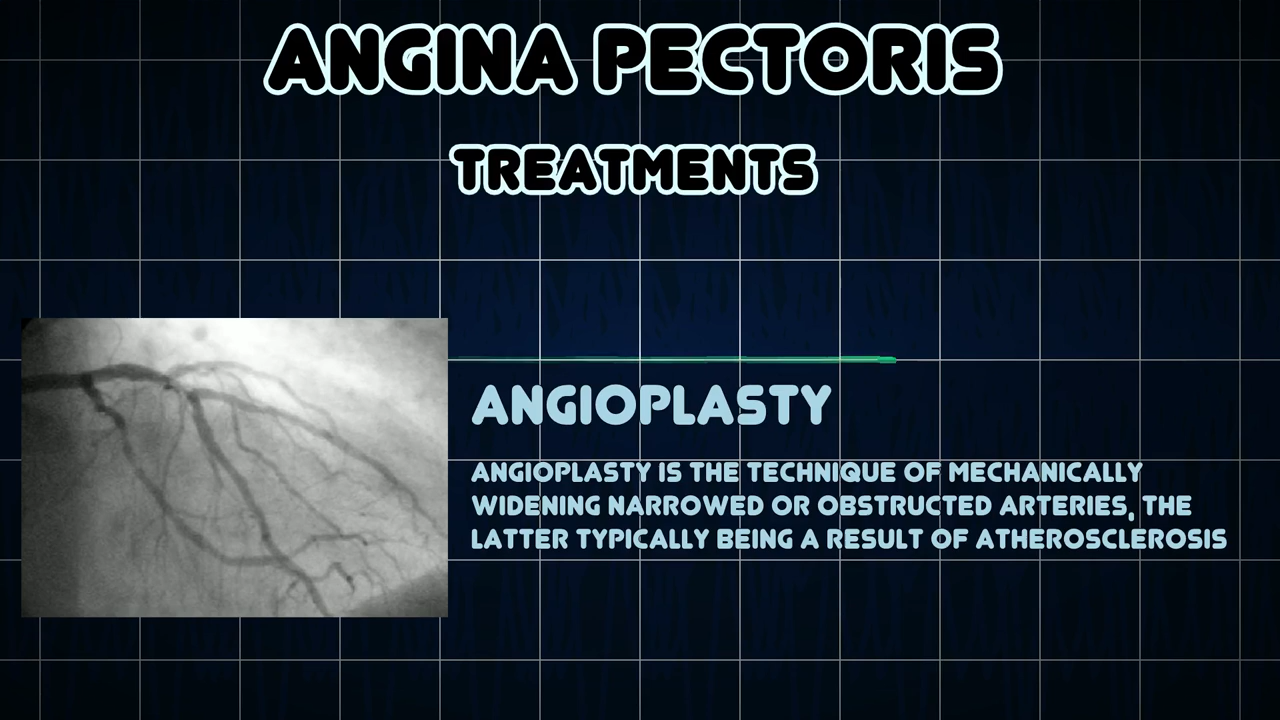 ANGINA PECTORIS
TREATMENTS
ANGIOPLASTY
ANGIOPLASTY IS THE TECHNIQUE OF MECHANICALLY
WIDENING NARROWED OR OBSTRUCTED ARTERIES, THE
LATTER TYPICALLY BEING A RESULT OF ATHEROSCLEROSIS